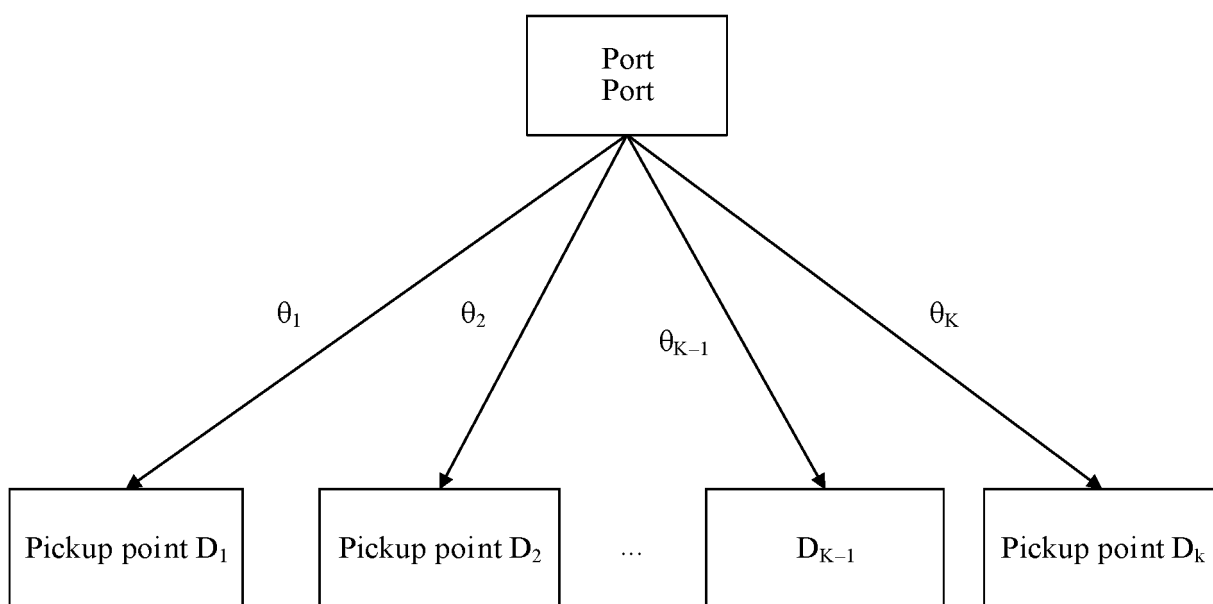 Port
Port
θ1
θ2
θK–1
θK
Pickup point D1
Pickup point D2
...
DK–1
Pickup point Dk